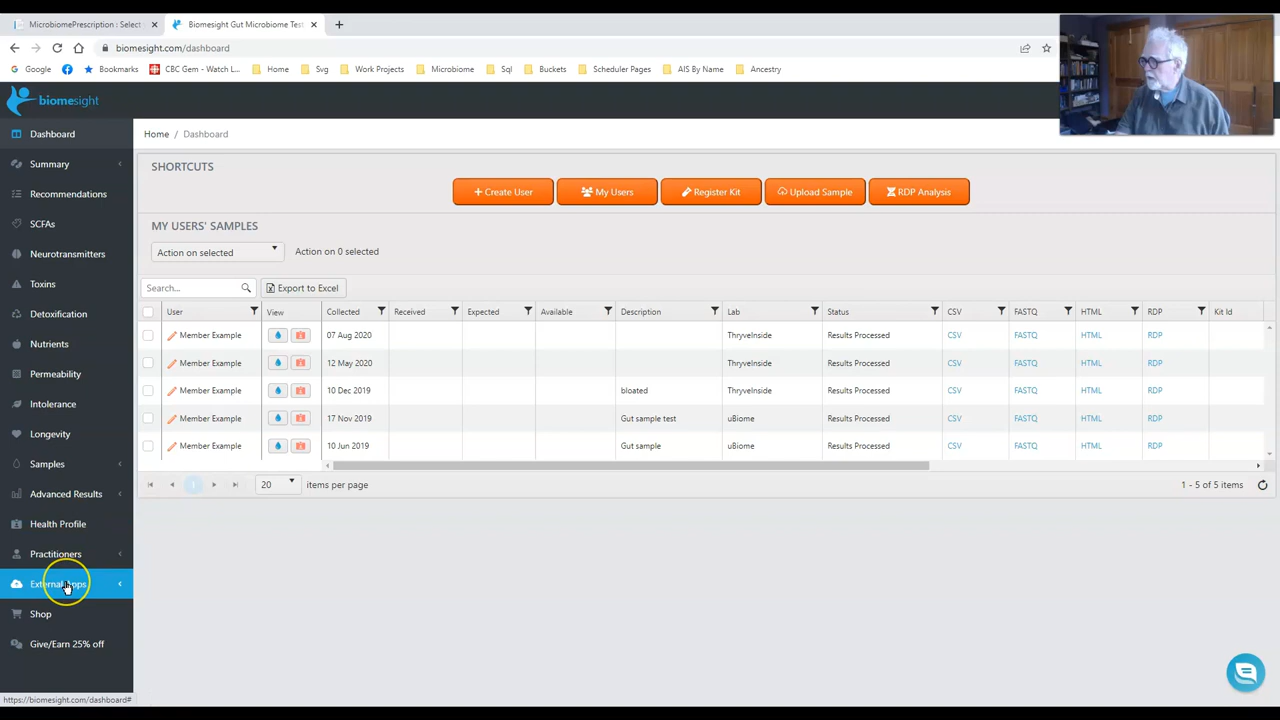 MicrobiomePrescription : Select
Biomesight Gut Microbiome Tes
biomesight.com/dashboard
Google Bookmarks CBC Gem - Watch L... Home Svg Work Projects Microbiome Sql Buckets Scheduler Pages AIS By Name Ancestry
biomesight
Dashboard
Summary
Recommendations
SCFAs
Neurotransmitters
Toxins
Detoxification
Nutrients
Permeability
Intolerance
Longevity
Samples
Advanced Results
Health Profile
Practitioners
External Apps
Shop
Give/Earn 25% off
https://biomesight.com/dashboard#
Home / Dashboard
SHORTCUTS
+ Create User My Users Register Kit Upload Sample RDP Analysis
MY USERS' SAMPLES
Action on selected Action on 0 selected
Search... Export to Excel
User View Collected Received Expected Available Description Lab Status CSV FASTQ HTML RDP Kit Id
Member Example 07 Aug 2020 ThryveInside Results Processed CSV FASTQ HTML RDP
Member Example 12 May 2020 ThryveInside Results Processed CSV FASTQ HTML RDP
Member Example 10 Dec 2019 bloated ThryveInside Results Processed CSV FASTQ HTML RDP
Member Example 17 Nov 2019 Gut sample test uBiome Results Processed CSV FASTQ HTML RDP
Member Example 10 Jun 2019 Gut sample uBiome Results Processed CSV FASTQ HTML RDP
1 20 items per page 1 - 5 of 5 items